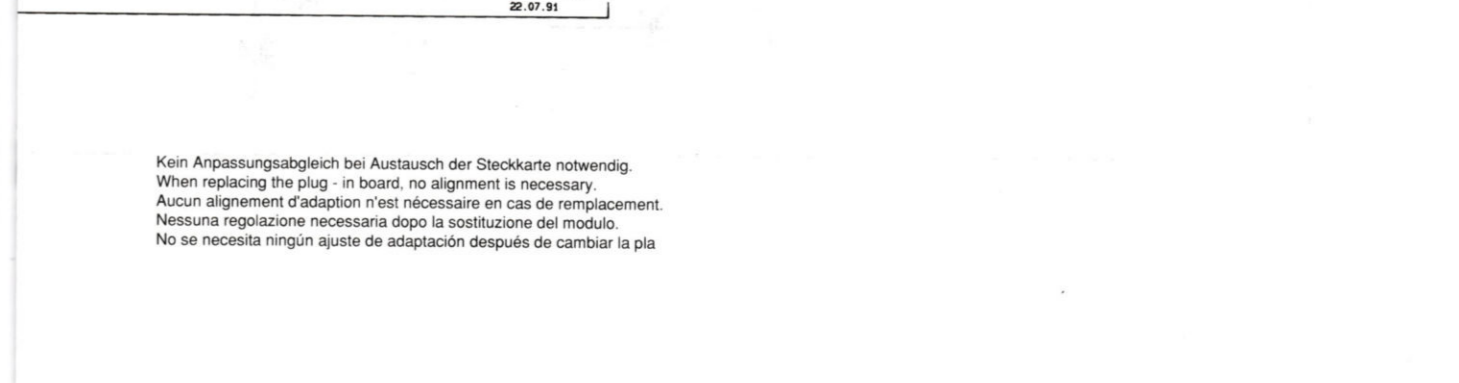 22.07.91
Kein Anpassungsabgleich bei Austausch der Steckkarte notwendig.
When replacing the plug - in board, no alignment is necessary.
Aucun alignement d'adaption n'est nécessaire en cas de remplacement.
Nessuna regolazione necessaria dopo la sostituzione del modulo.
No se necesita ningún ajuste de adaptación después de cambiar la pla